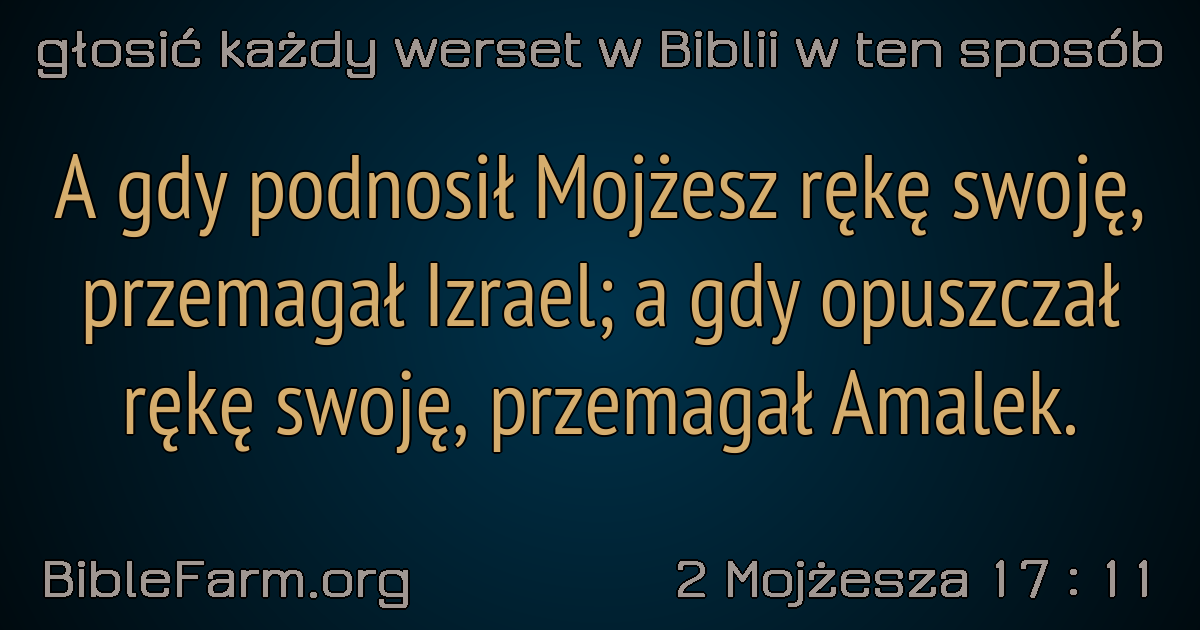 głosić każdy werset w Biblii w ten sposób
A gdy podnosił Mojżesz rękę swoję,
przemagał Izrael; a gdy opuszczał
rękę swoję, przemagał Amalek.
BibleFarm.org
2 Mojżesza 17 : 11